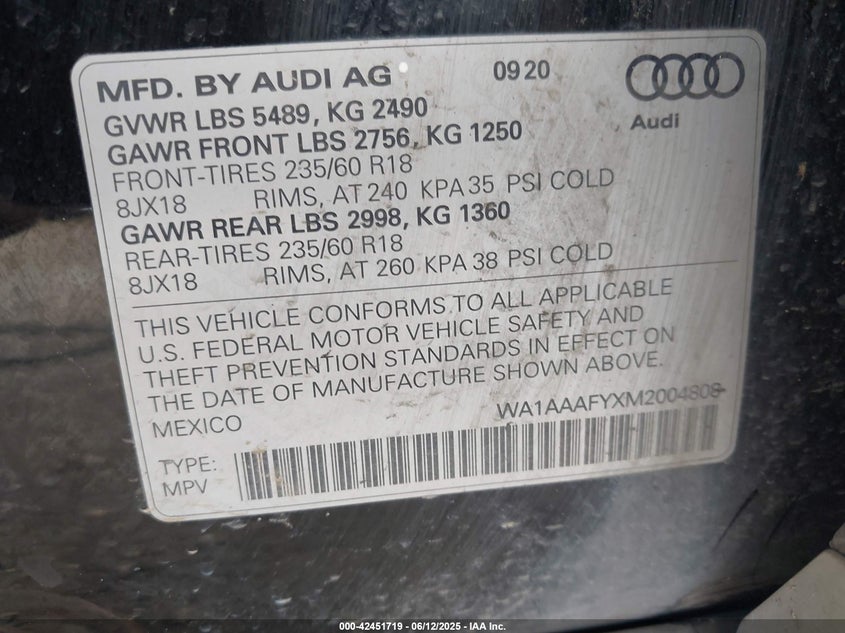 MFD. BY AUDI AG 09 20
Audi
GVWR LBS 5489, KG 2490
GAWR FRONT LBS 2756, KG 1250
FRONT-TIRES 235/60 R18
8JX18 RIMS, AT 240 KPA 35 PSI COLD
GAWR REAR LBS 2998, KG 1360
REAR-TIRES 235/60 R18
8JX18 RIMS, AT 260 KPA 38 PSI COLD
THIS VEHICLE CONFORMS TO ALL APPLICABLE
U.S. FEDERAL MOTOR VEHICLE SAFETY AND
THEFT PREVENTION STANDARDS IN EFFECT ON
THE DATE OF MANUFACTURE SHOWN ABOVE.
MEXICO WA1AAAFYXM2004808
TYPE:
MPV
000-42451719 - 06/12/2025 - IAA Inc.